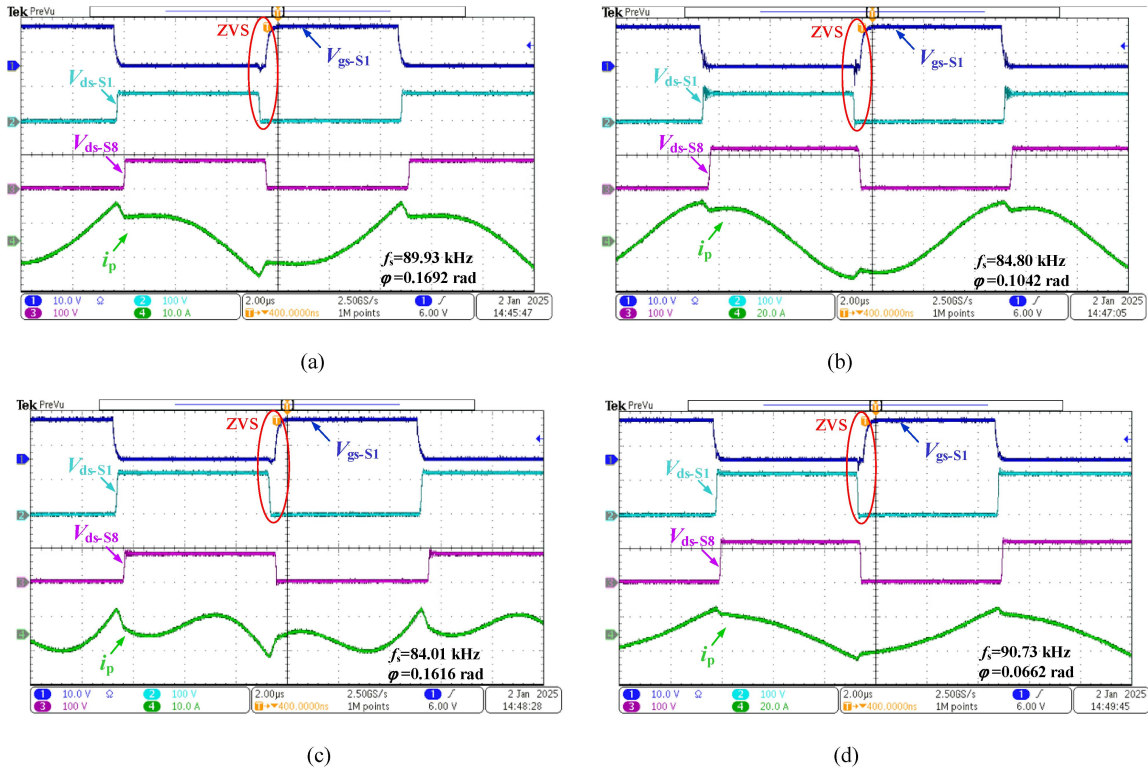 Tek PreVu
ZVS
Vgs-S1
Vds-S1
Vds-S8
ip
fs=89.93 kHz
φ=0.1692 rad
1 10.0 V Ω 2 100 V
3 100 V 4 10.0 A
2.00μs 2.50GS/s 1 ∫
T→▼400.0000ns 1M points 6.00 V
2 Jan 2025
14:45:47
(a)
Tek PreVu
ZVS
Vgs-S1
Vds-S1
Vds-S8
ip
fs=84.80 kHz
φ=0.1042 rad
1 10.0 V Ω 2 100 V
3 100 V 4 20.0 A
2.00μs 2.50GS/s 1 ∫
T→▼400.0000ns 1M points 6.00 V
2 Jan 2025
14:47:05
(b)
Tek PreVu
ZVS
Vgs-S1
Vds-S1
Vds-S8
ip
fs=84.01 kHz
φ=0.1616 rad
1 10.0 V Ω 2 100 V
3 100 V 4 10.0 A
2.00μs 2.50GS/s 1 ∫
T→▼400.0000ns 1M points 6.00 V
2 Jan 2025
14:48:28
(c)
Tek PreVu
ZVS
Vgs-S1
Vds-S1
Vds-S8
ip
fs=90.73 kHz
φ=0.0662 rad
1 10.0 V Ω 2 100 V
3 100 V 4 20.0 A
2.00μs 2.50GS/s 1 ∫
T→▼400.0000ns 1M points 6.00 V
2 Jan 2025
14:49:45
(d)